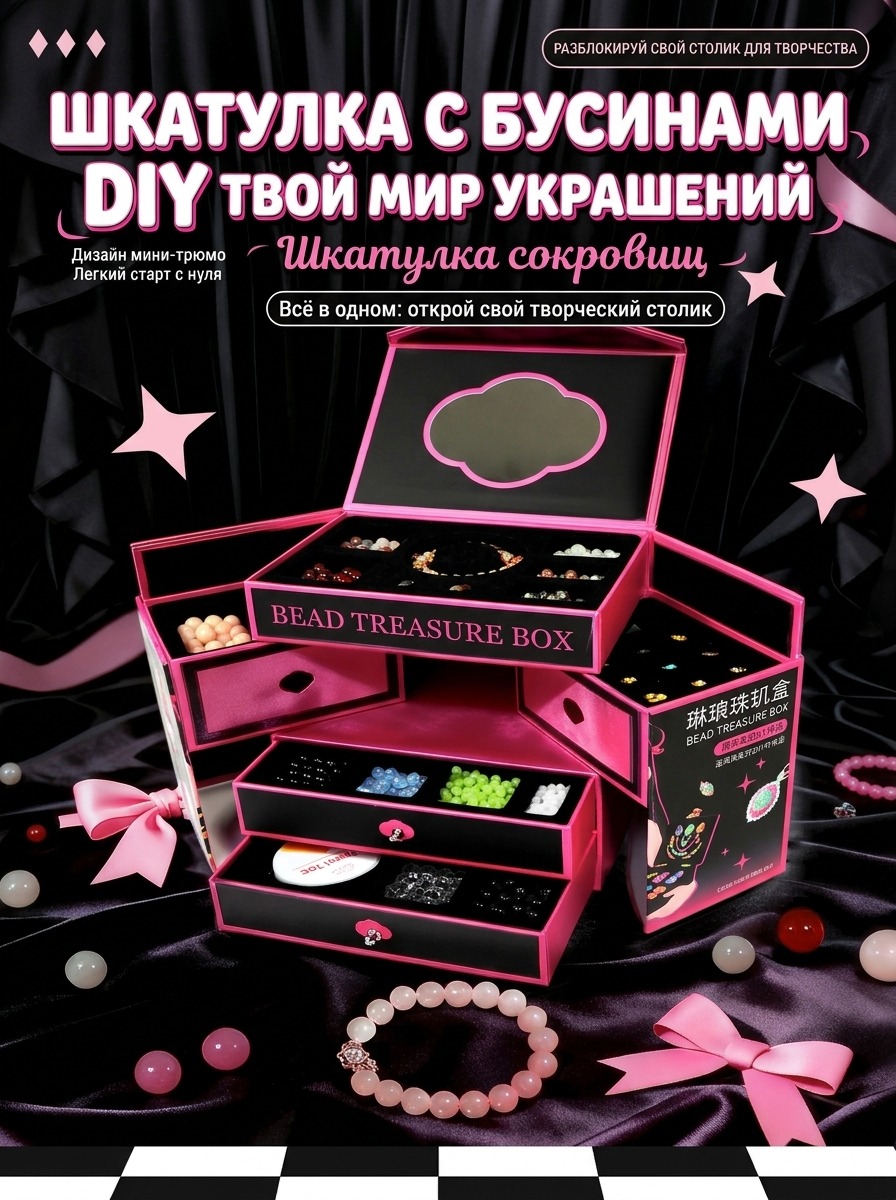 РАЗБЛОКИРУЙ СВОЙ СТОЛИК ДЛЯ ТВОРЧЕСТВА
ШКАТУЛКА С БУСИНАМИ
DIY ТВОЙ МИР УКРАШЕНИЙ
Дизайн мини-трюмо
Легкий старт с нуля
Шкатулка сокровищ
Всё в одном: открой свой творческий столик
BEAD TREASURE BOX
琳琅珠玑盒
BEAD TREASURE BOX